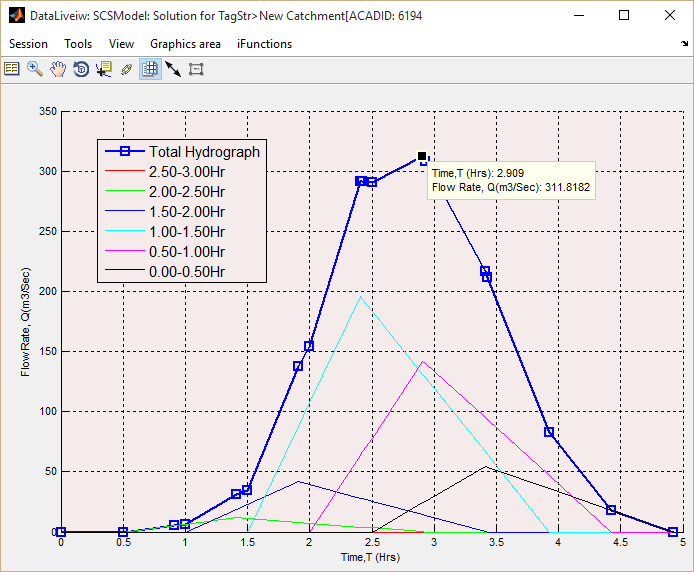 DataLiveiw: SCSModel: Solution for TagStr>New Catchment[ACADID: 6194
Session Tools View Graphics area iFunctions
350
300
250
200
150
100
50
0
Flow Rate, Q(m3/Sec)
Total Hydrograph
2.50-3.00Hr
2.00-2.50Hr
1.50-2.00Hr
1.00-1.50Hr
0.50-1.00Hr
0.00-0.50Hr
Time,T (Hrs): 2.909
Flow Rate, Q(m3/Sec): 311.8182
0 0.5 1 1.5 2 2.5 3 3.5 4 4.5 5
Time,T (Hrs)